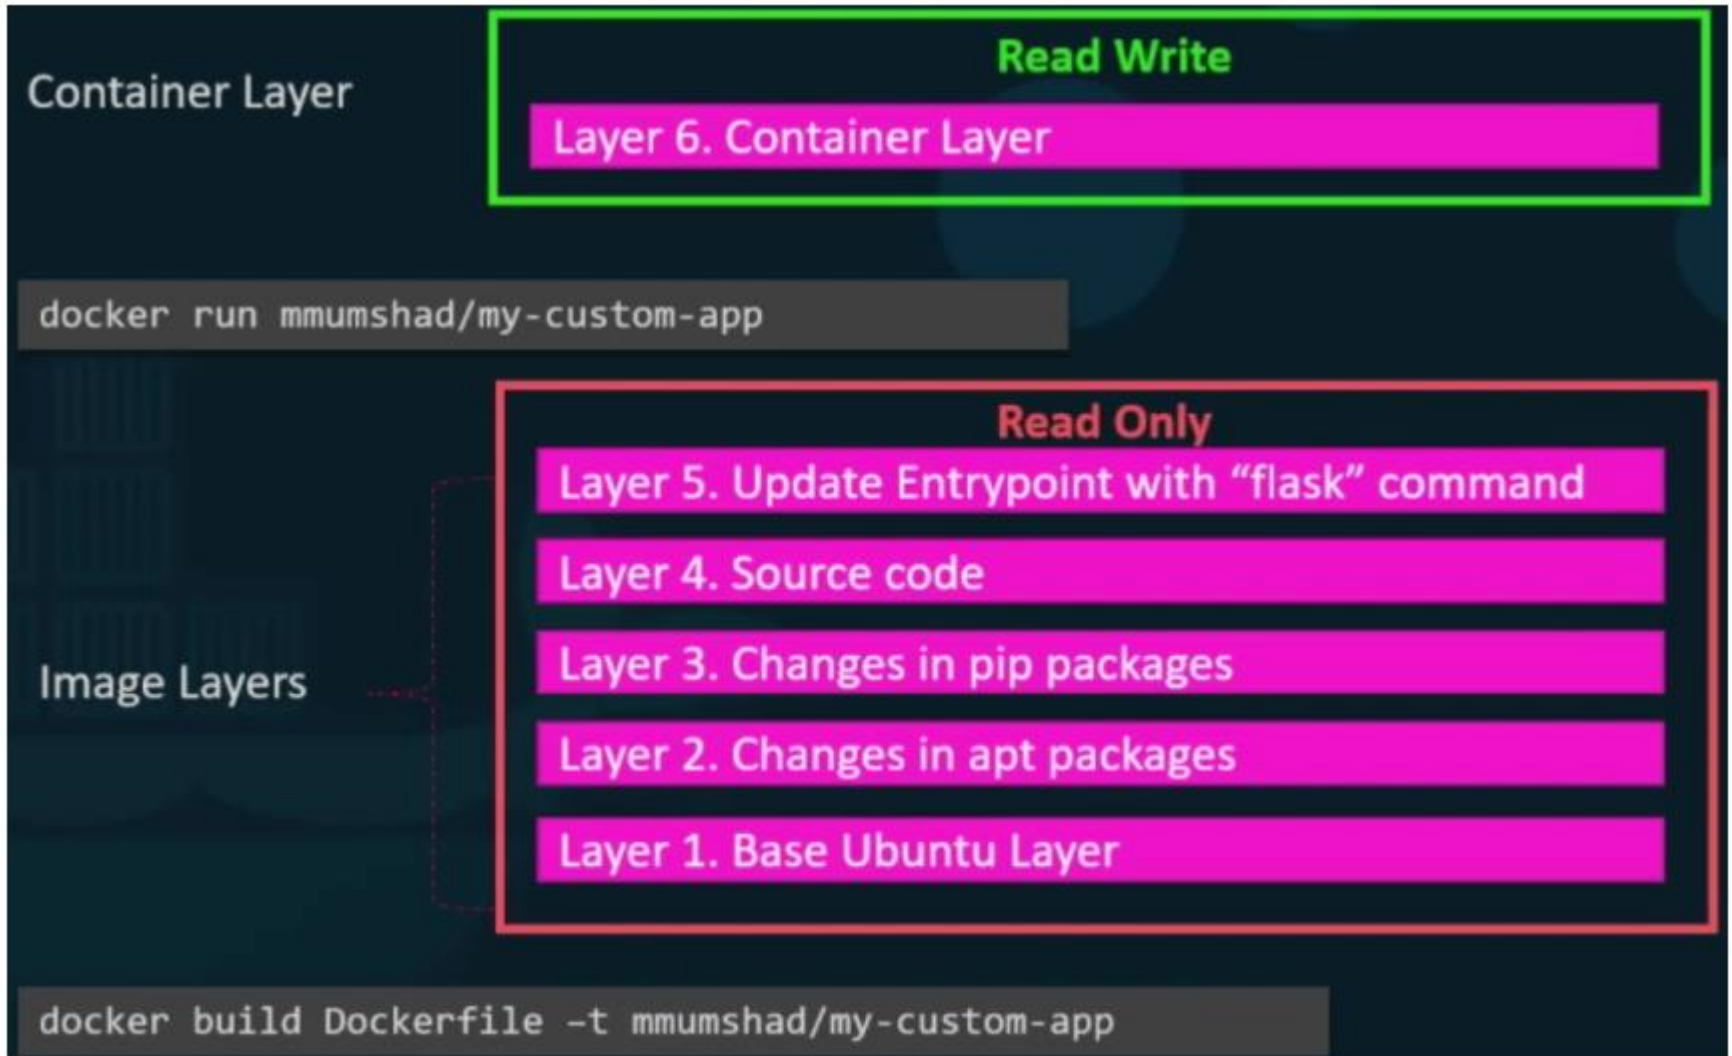 Read Write
Container Layer
Layer 6. Container Layer
docker run mmumshad/my-custom-app
Read Only
Layer 5. Update Entrypoint with “flask” command
Layer 4. Source code
Layer 3. Changes in pip packages
Image Layers
Layer 2. Changes in apt packages
Layer 1. Base Ubuntu Layer
docker build Dockerfile –t mmumshad/my-custom-app